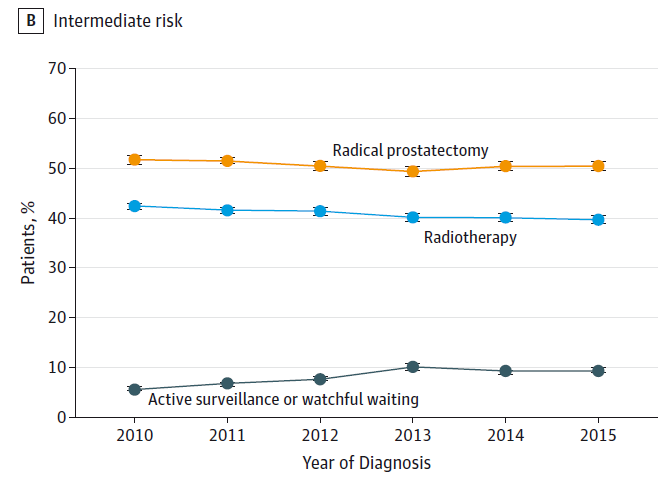 B Intermediate risk
70
60
50
40
30
20
10
0
Patients, %
Radical prostatectomy
Radiotherapy
Active surveillance or watchful waiting
2010 2011 2012 2013 2014 2015
Year of Diagnosis